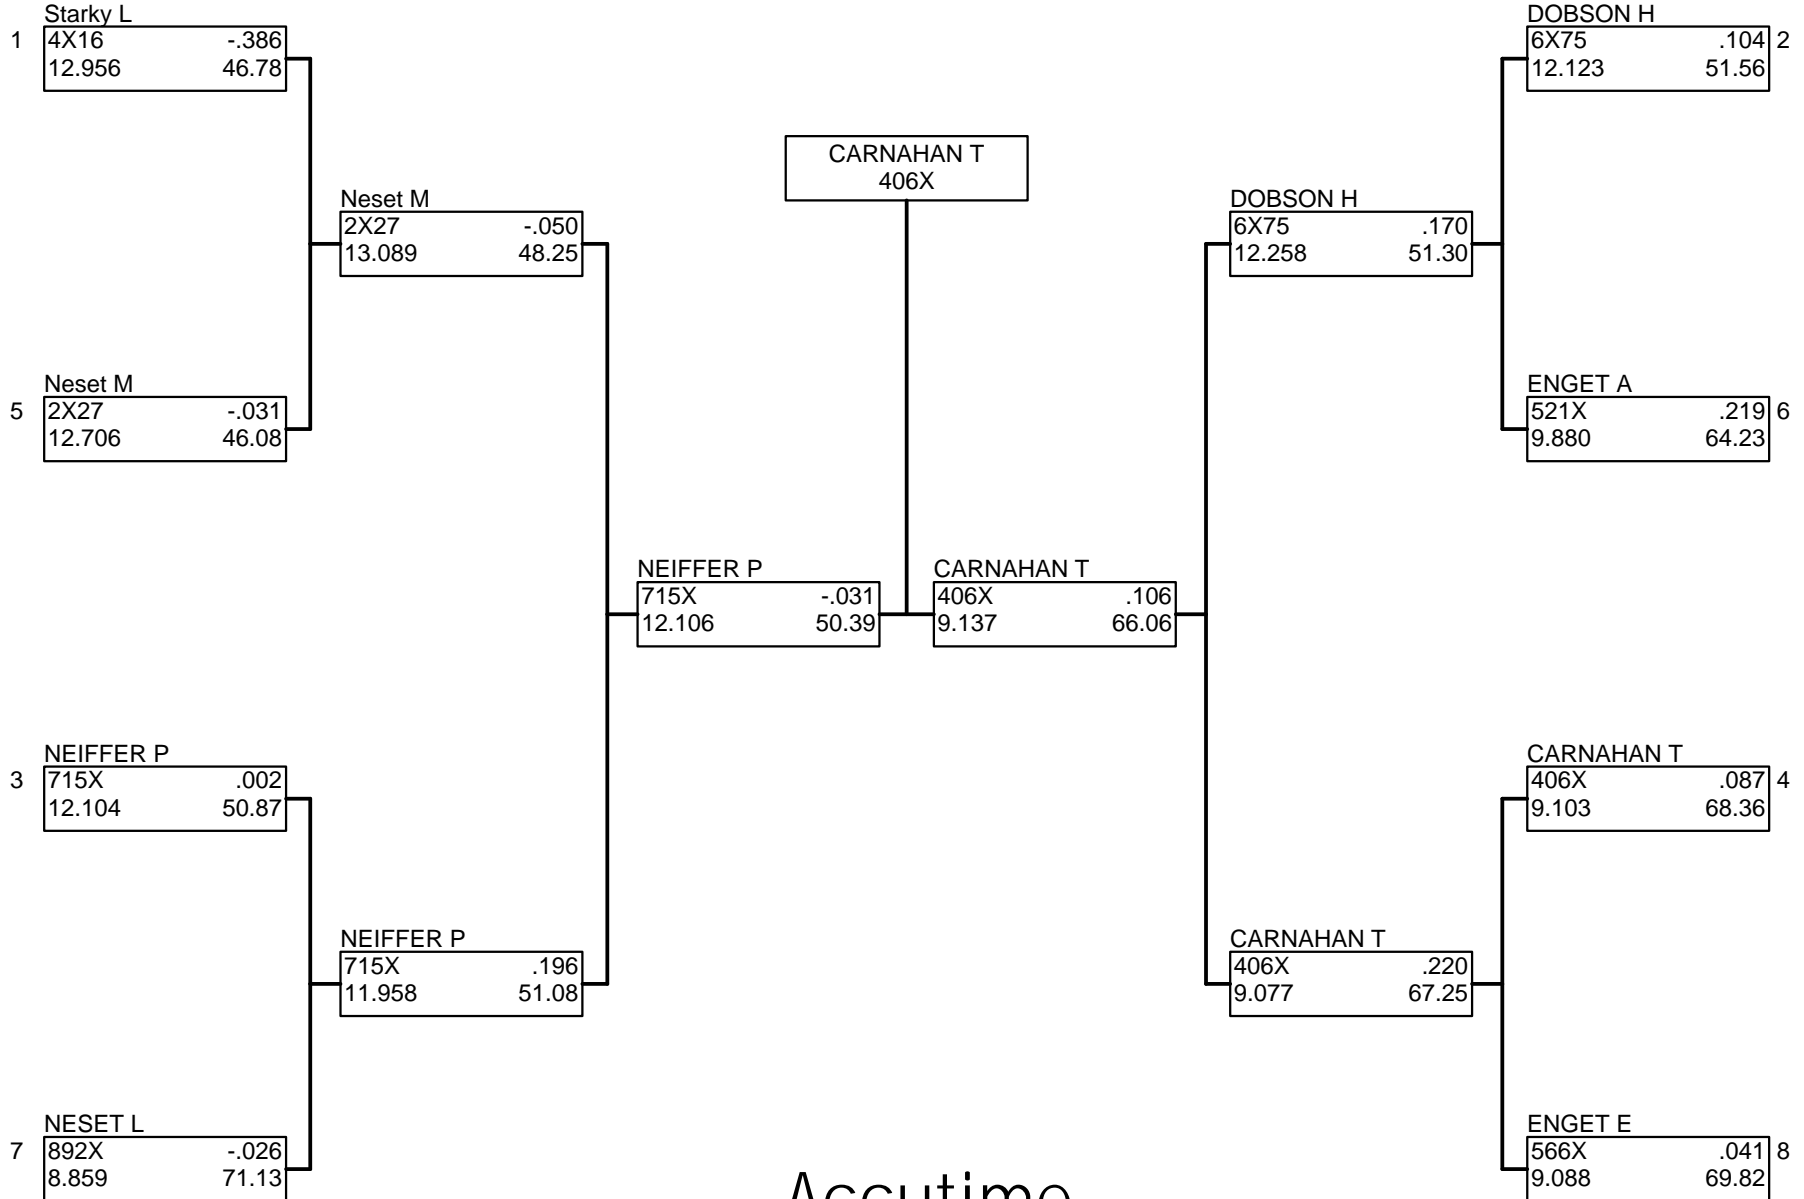 Starky L
1 4X16 -.386
12.956 46.78
Neset M
5 2X27 -.031
12.706 46.08
NEIFFER P
3 715X .002
12.104 50.87
NESET L
7 892X -.026
8.859 71.13
Neset M
2X27 -.050
13.089 48.25
NEIFFER P
715X .196
11.958 51.08
NEIFFER P
715X -.031
12.106 50.39
CARNAHAN T
406X
CARNAHAN T
406X .106
9.137 66.06
DOBSON H
6X75 .170
12.258 51.30
CARNAHAN T
406X .220
9.077 67.25
DOBSON H
6X75 .104 2
12.123 51.56
ENGET A
521X .219 6
9.880 64.23
CARNAHAN T
406X .087 4
9.103 68.36
ENGET E
566X .041 8
9.088 69.82
Accutime